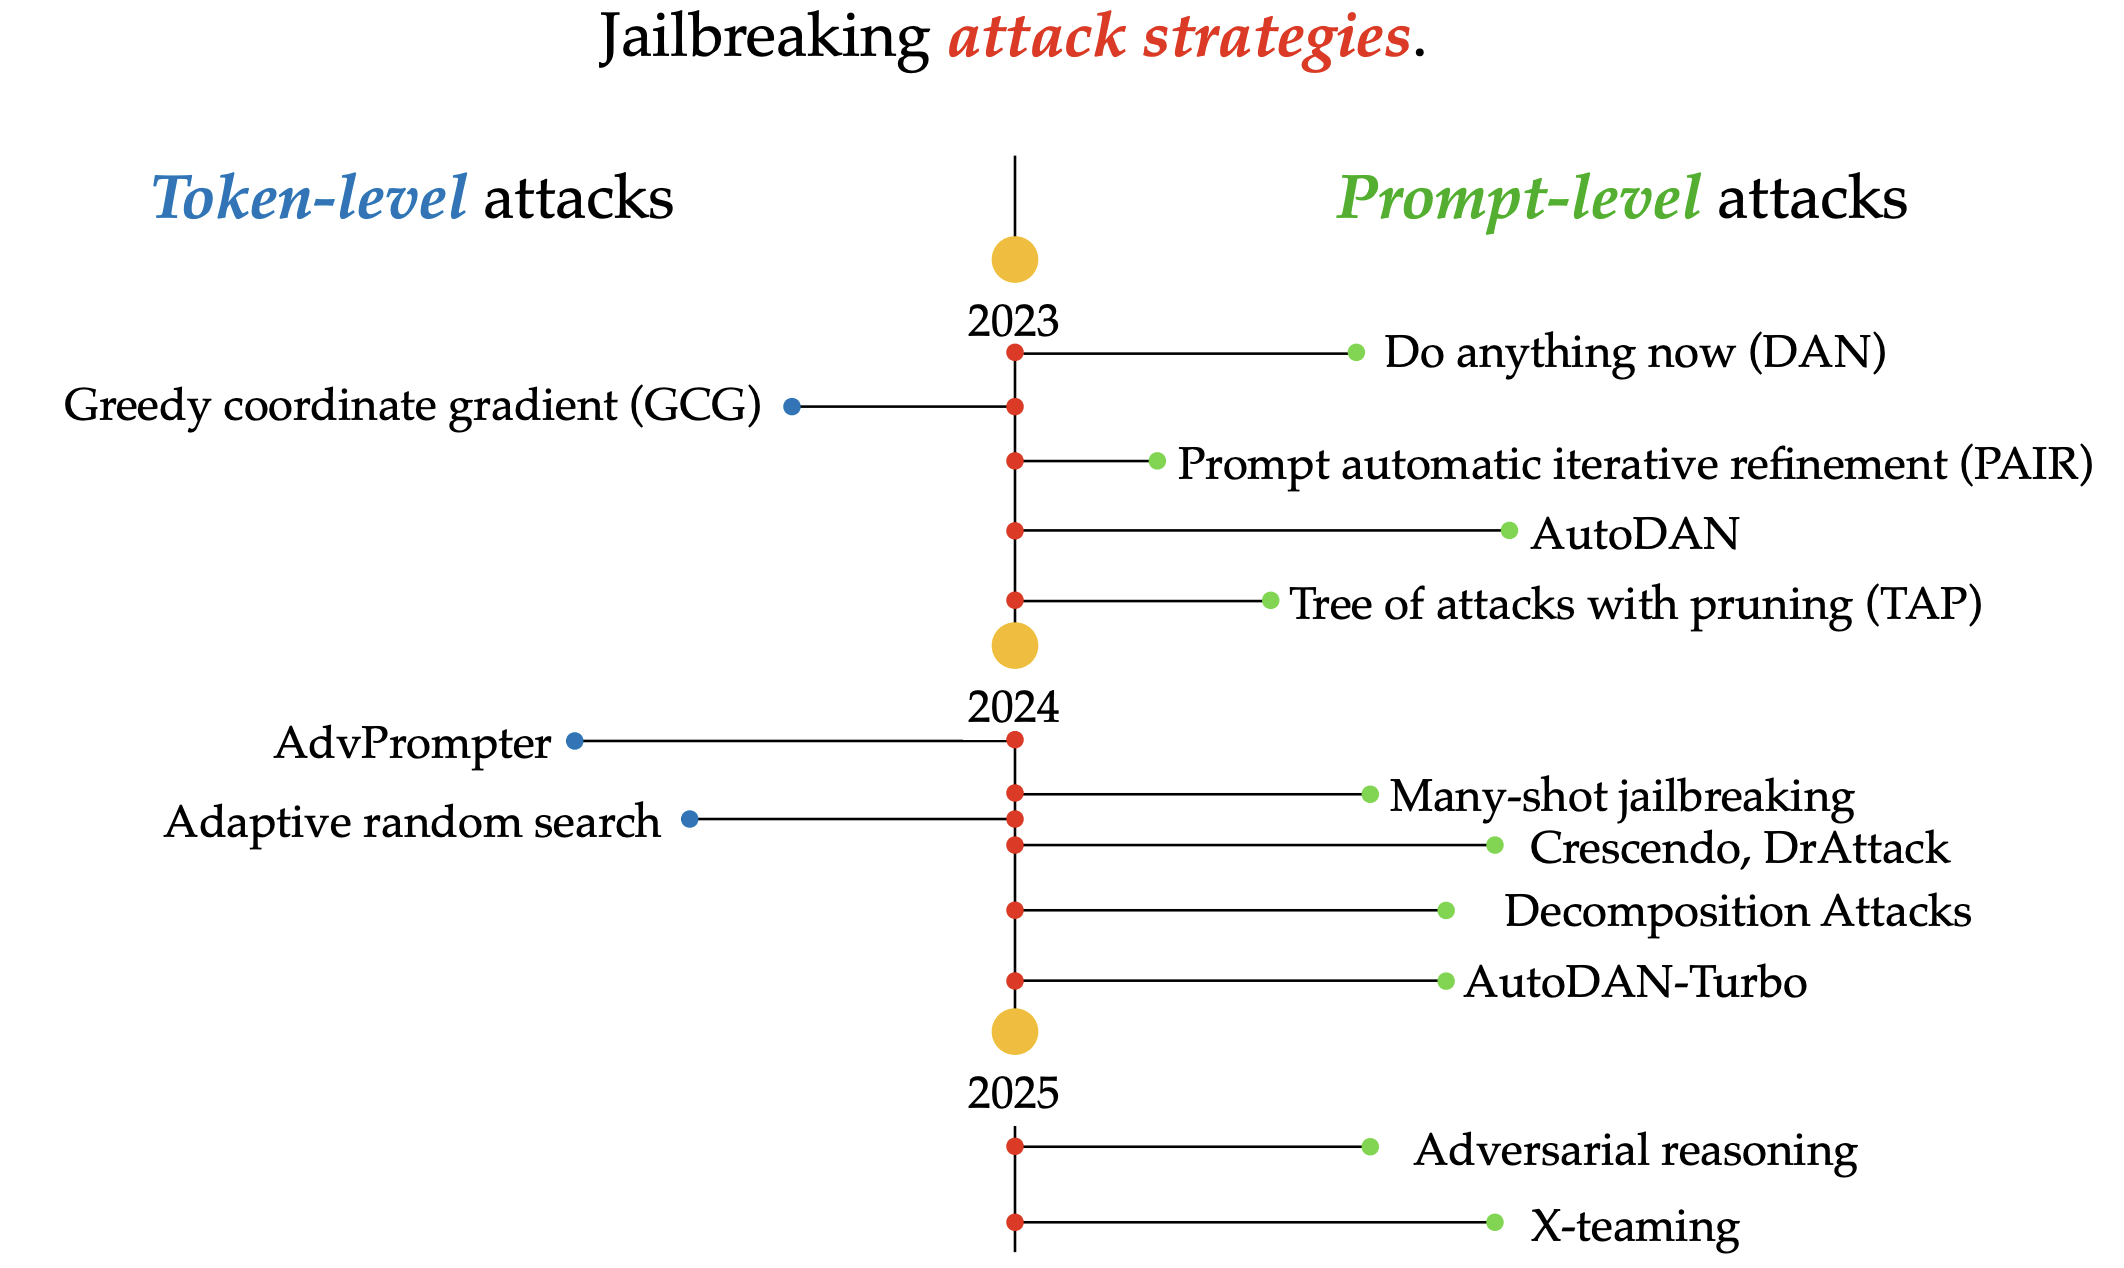 Jailbreaking attack strategies.
Token-level attacks
Prompt-level attacks
2023
Do anything now (DAN)
Greedy coordinate gradient (GCG)
Prompt automatic iterative refinement (PAIR)
AutoDAN
Tree of attacks with pruning (TAP)
2024
AdvPrompter
Many-shot jailbreaking
Adaptive random search
Crescendo, DrAttack
Decomposition Attacks
AutoDAN-Turbo
2025
Adversarial reasoning
X-teaming